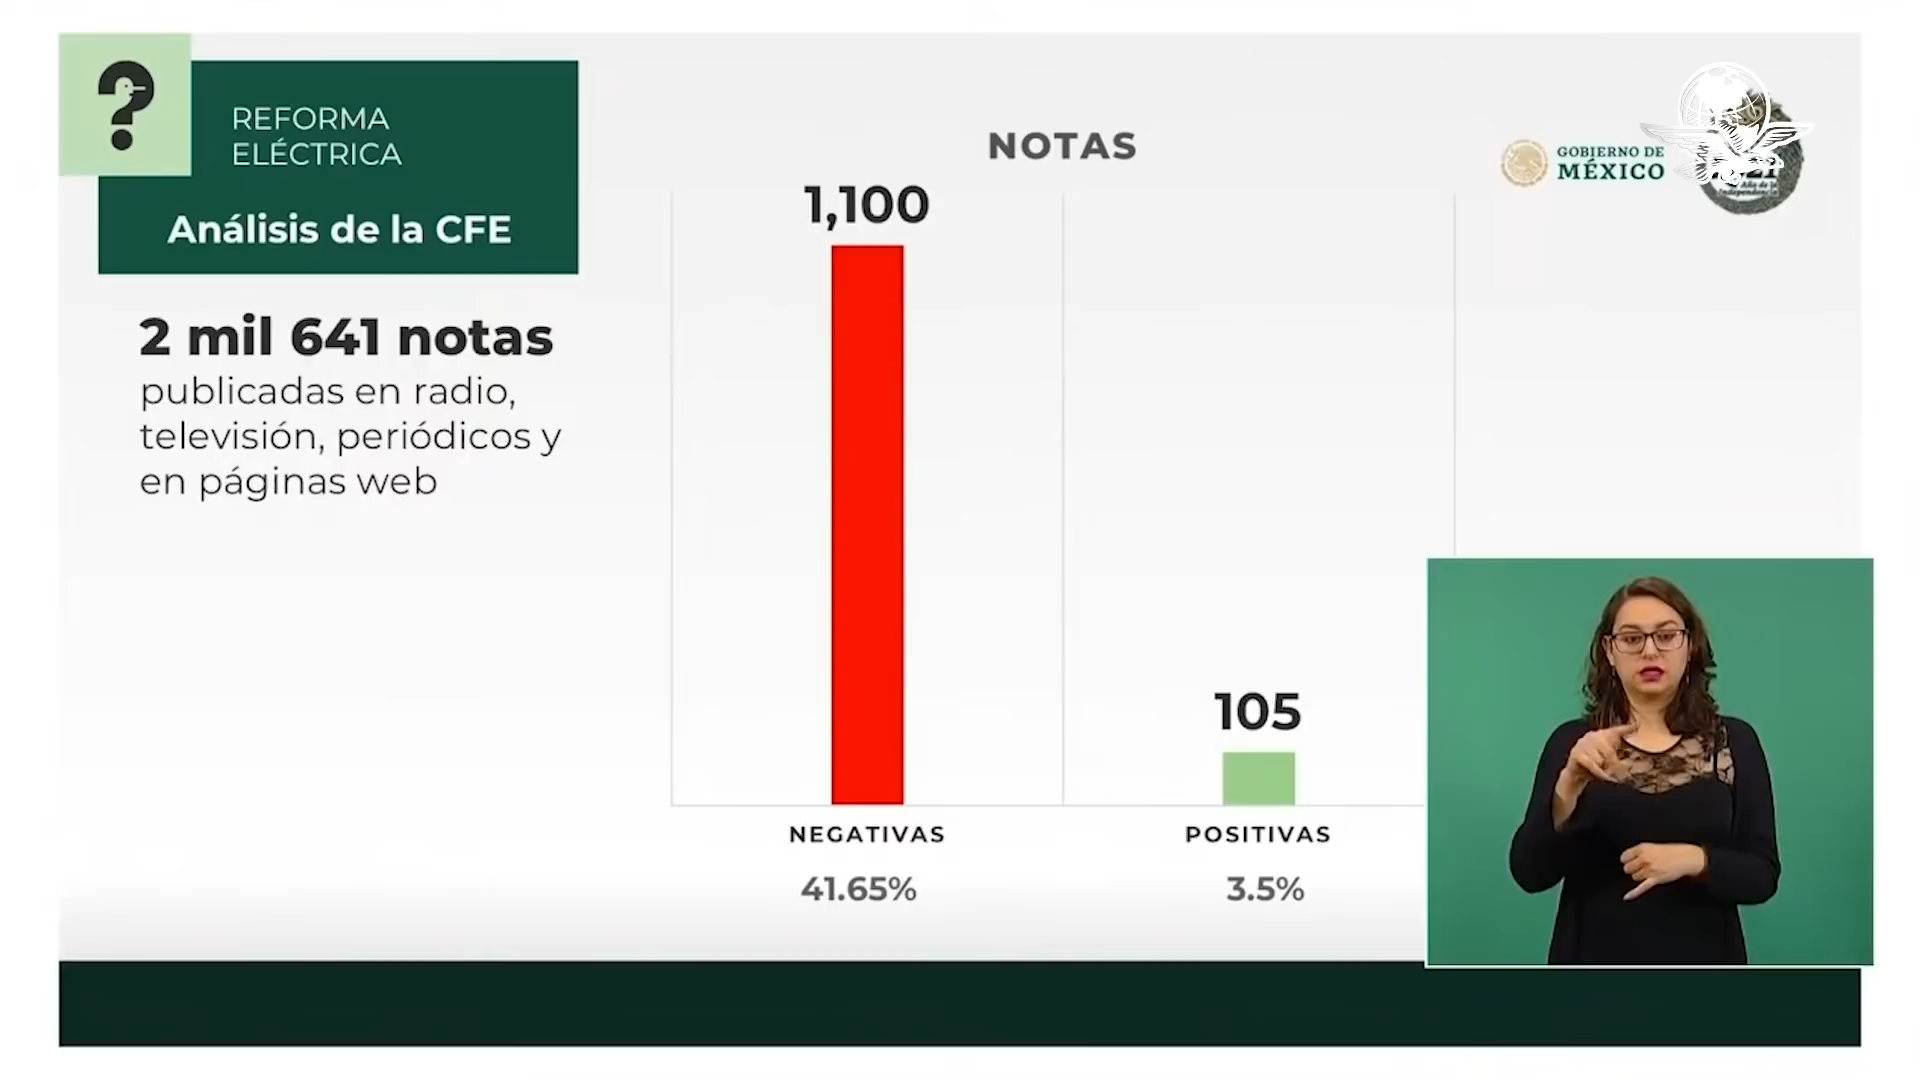 REFORMA
ELÉCTRICA
Análisis de la CFE
2 mil 641 notas
publicadas en radio,
televisión, periódicos y
en páginas web
NOTAS
GOBIERNO DE
MÉXICO
1,100
105
NEGATIVAS
POSITIVAS
41.65%
3.5%